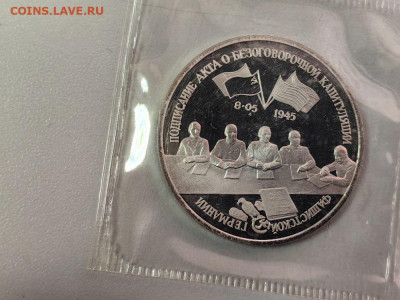 COINS.LAVE.RU
ПОДПИСАНИЕ АКТА О БЕЗОГОВОРОЧНОЙ КАПИТУЛЯЦИИ
ФАШИСТСКОЙ ГЕРМАНИИ
8·05 1945